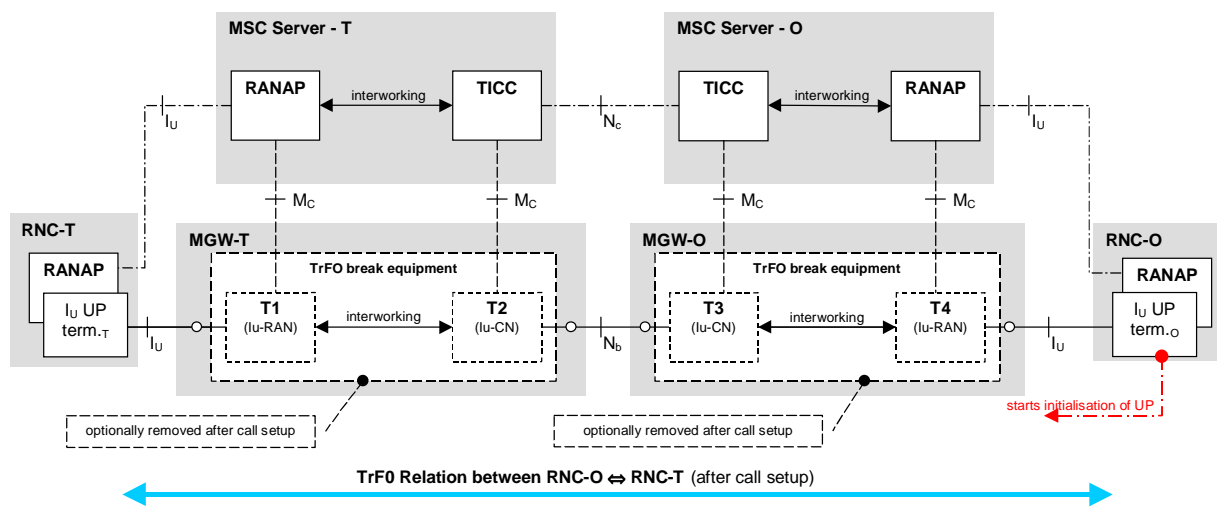 MSC Server - T
MSC Server - O
RANAP
interworking
TICC
TICC
interworking
RANAP
IU
Nc
IU
MC
MC
MC
MC
RNC-T
MGW-T
MGW-O
RNC-O
RANAP
TrFO break equipment
TrFO break equipment
RANAP
IU UP
term.T
T1
(Iu-RAN)
interworking
T2
(Iu-CN)
T3
(Iu-CN)
interworking
T4
(Iu-RAN)
IU UP
term.O
IU
Nb
IU
starts initialisation of UP
optionally removed after call setup
optionally removed after call setup
TrF0 Relation between RNC-O ⇔ RNC-T (after call setup)